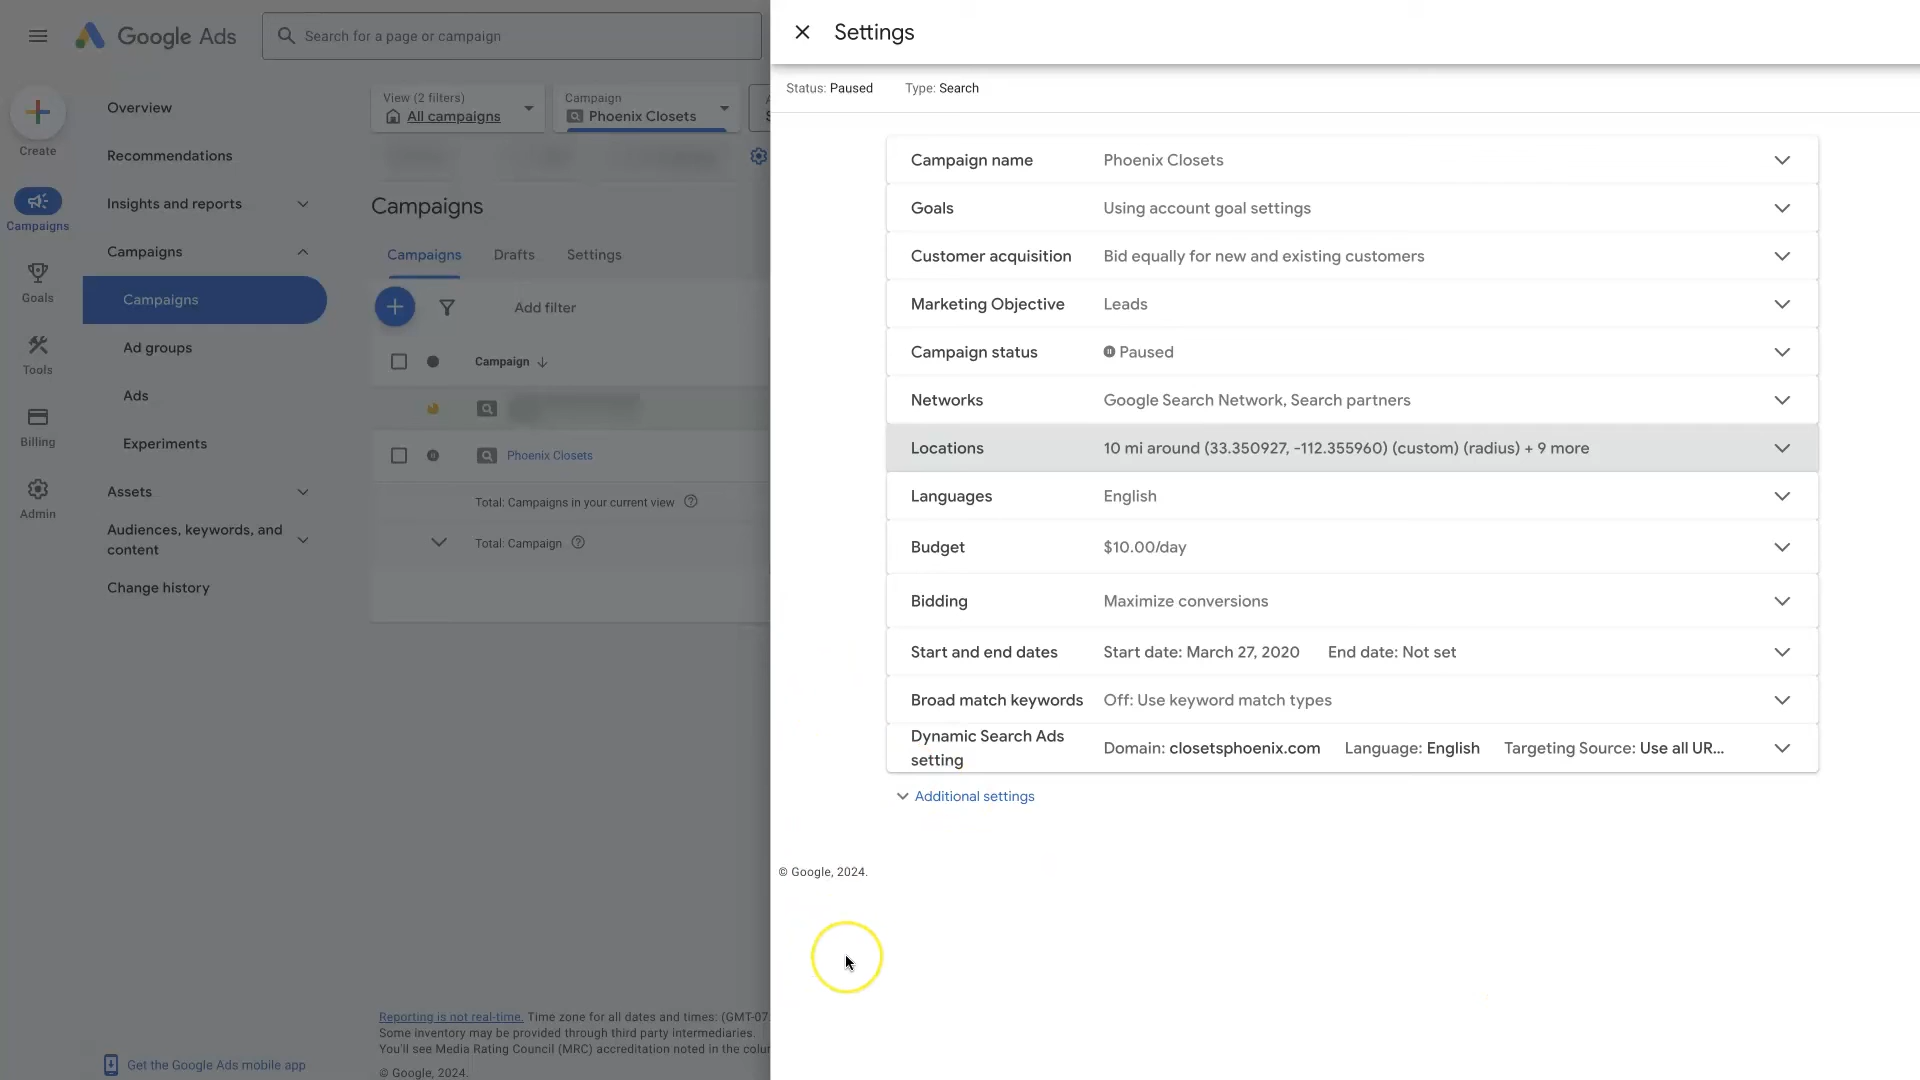 Google Ads
Search for a page or campaign
Create
Campaigns
Goals
Tools
Billing
Admin
Overview
Recommendations
Insights and reports
Campaigns
Campaigns
Ad groups
Ads
Experiments
Assets
Audiences, keywords, and
content
Change history
Get the Google Ads mobile app
View (2 filters)
All campaigns
Campaign
Phoenix Closets
Campaigns
Campaigns Drafts Settings
Add filter
Campaign
Phoenix Closets
Total: Campaigns in your current view
Total: Campaign
Reporting is not real-time. Time zone for all dates and times: (GMT-07
Some inventory may be provided through third party intermediaries.
You'll see Media Rating Council (MRC) accreditation noted in the colu
© Google, 2024.
Settings
Status: Paused Type: Search
Campaign name Phoenix Closets
Goals Using account goal settings
Customer acquisition Bid equally for new and existing customers
Marketing Objective Leads
Campaign status Paused
Networks Google Search Network, Search partners
Locations 10 mi around (33.350927, -112.355960) (custom) (radius) + 9 more
Languages English
Budget $10.00/day
Bidding Maximize conversions
Start and end dates Start date: March 27, 2020 End date: Not set
Broad match keywords Off: Use keyword match types
Dynamic Search Ads
setting
Domain: closetsphoenix.com Language: English Targeting Source: Use all UR...
Additional settings
© Google, 2024.